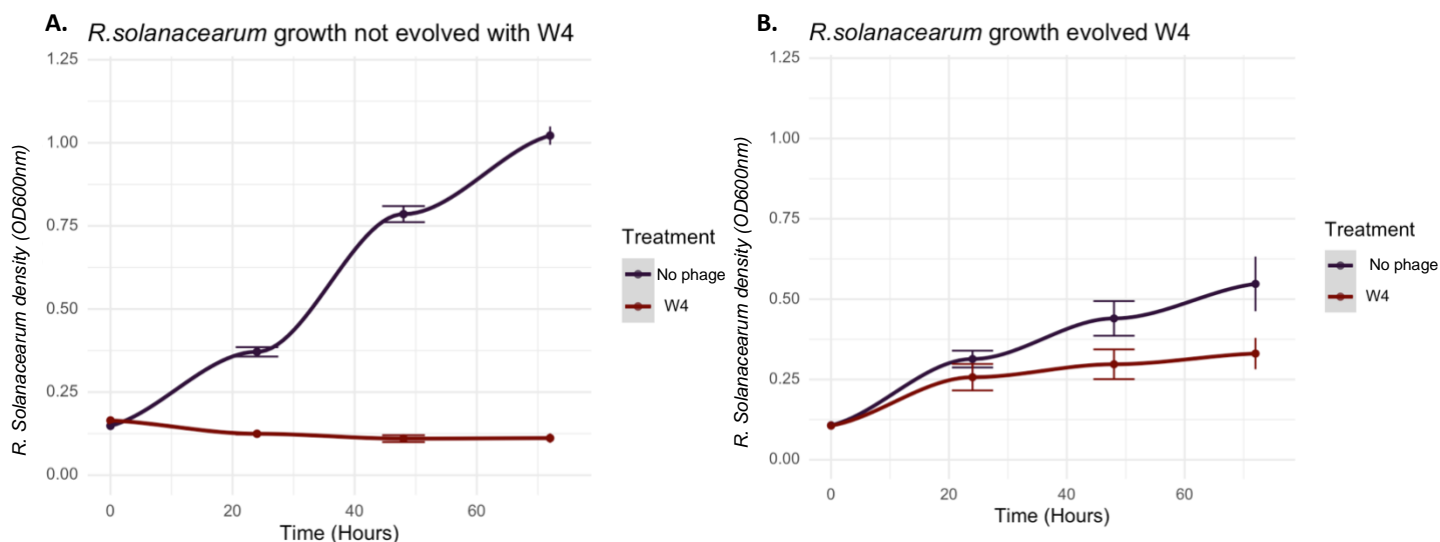 A.
R.solanacearum growth not evolved with W4
1.25
1.00
0.75
0.50
0.25
0.00
R. Solanacearum density (OD600nm)
0 20 40 60
Time (Hours)
Treatment
No phage
W4
B.
R.solanacearum growth evolved W4
1.25
1.00
0.75
0.50
0.25
0.00
R. Solanacearum density (OD600nm)
0 20 40 60
Time (Hours)
Treatment
No phage
W4